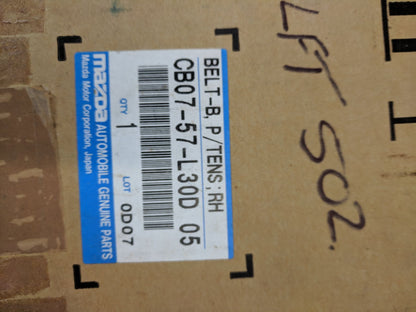 LFT 502.
BELT-B, P/TENS;RH
CB07-57-L30D 05
QTY
1
LOT
0D07
mazda AUTOMOBILE GENUINE PARTS
Mazda Motor Corporation, Japan